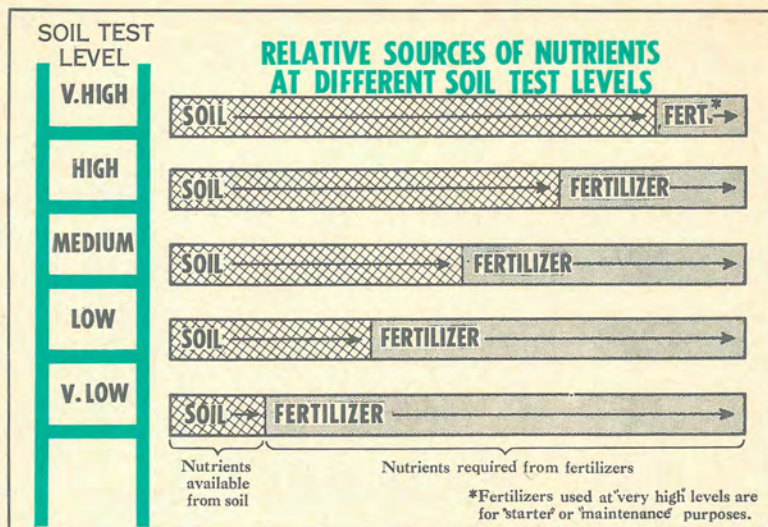 SOIL TEST
LEVEL
RELATIVE SOURCES OF NUTRIENTS
AT DIFFERENT SOIL TEST LEVELS
V.HIGH
SOIL FERT.*
HIGH
SOIL FERTILIZER
MEDIUM
SOIL FERTILIZER
LOW
SOIL FERTILIZER
V.LOW
SOIL FERTILIZER
Nutrients
available
from soil
Nutrients required from fertilizers
*Fertilizers used at "very high" levels are
for "starter" or "maintenance" purposes.